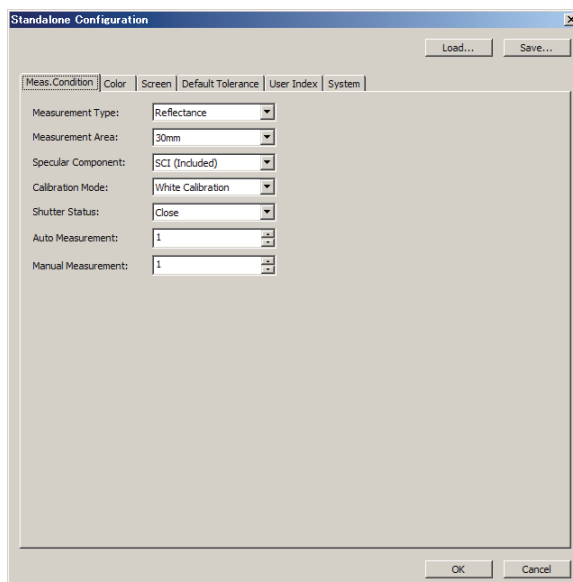 Standalone Configuration
Load... Save...
Meas.Condition Color Screen Default Tolerance User Index System
Measurement Type: Reflectance
Measurement Area: 30mm
Specular Component: SCI (Included)
Calibration Mode: White Calibration
Shutter Status: Close
Auto Measurement: 1
Manual Measurement: 1
OK Cancel